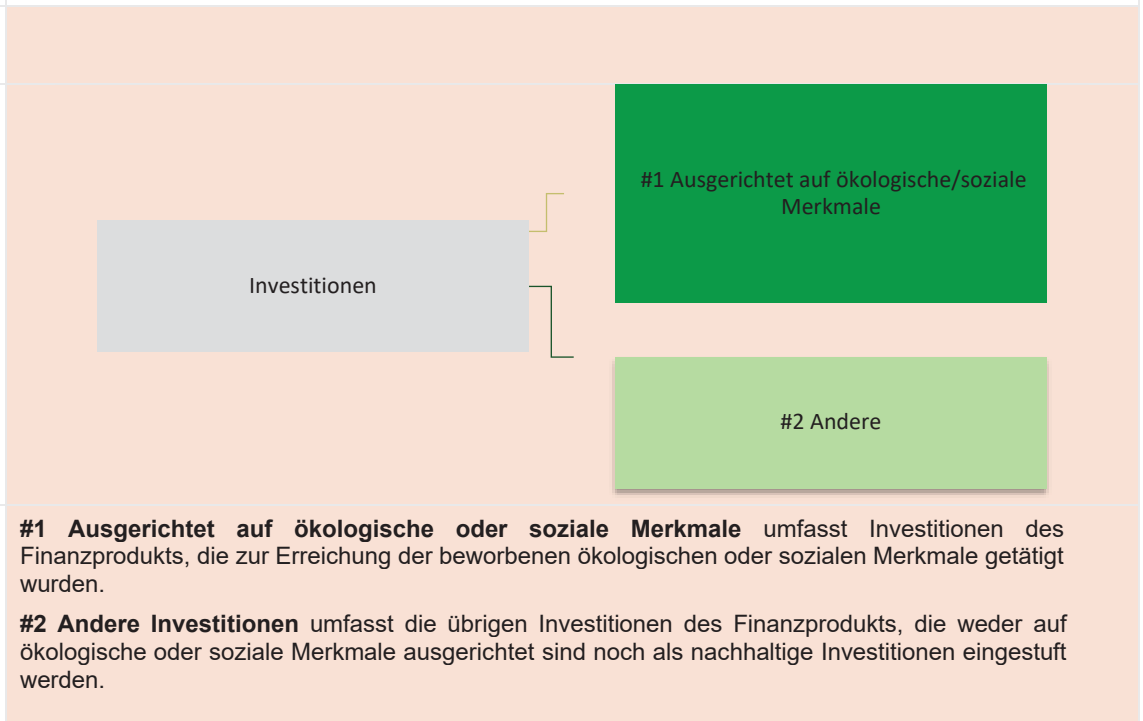 #1 Ausgerichtet auf ökologische/soziale
Merkmale
Investitionen
#2 Andere
#1 Ausgerichtet auf ökologische oder soziale Merkmale umfasst Investitionen des
Finanzprodukts, die zur Erreichung der beworbenen ökologischen oder sozialen Merkmale getätigt
wurden.
#2 Andere Investitionen umfasst die übrigen Investitionen des Finanzprodukts, die weder auf
ökologische oder soziale Merkmale ausgerichtet sind noch als nachhaltige Investitionen eingestuft
werden.